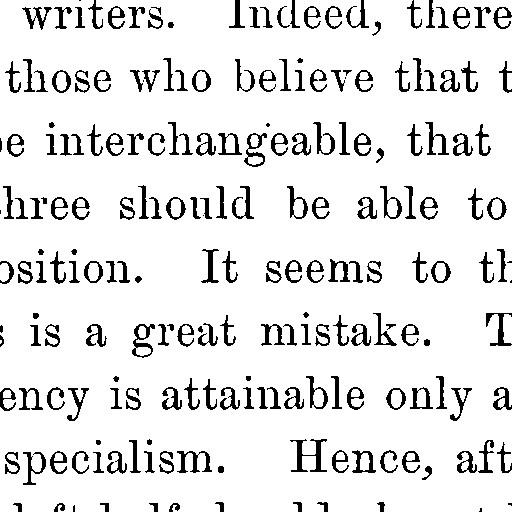 writers. Indeed, there
those who believe that t
be interchangeable, that
hree should be able to
osition. It seems to th
s is a great mistake. T
ency is attainable only a
specialism. Hence, aft